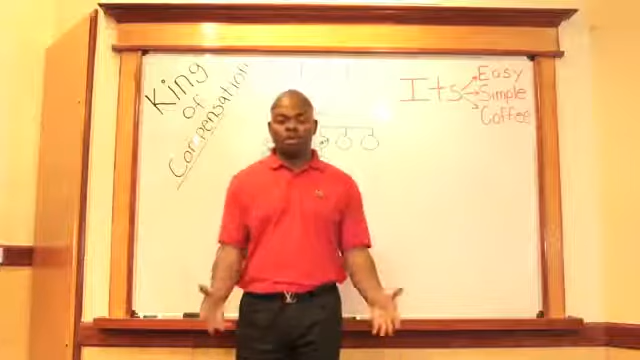 King
of
Compensation
Its
Easy
Simple
Coffee